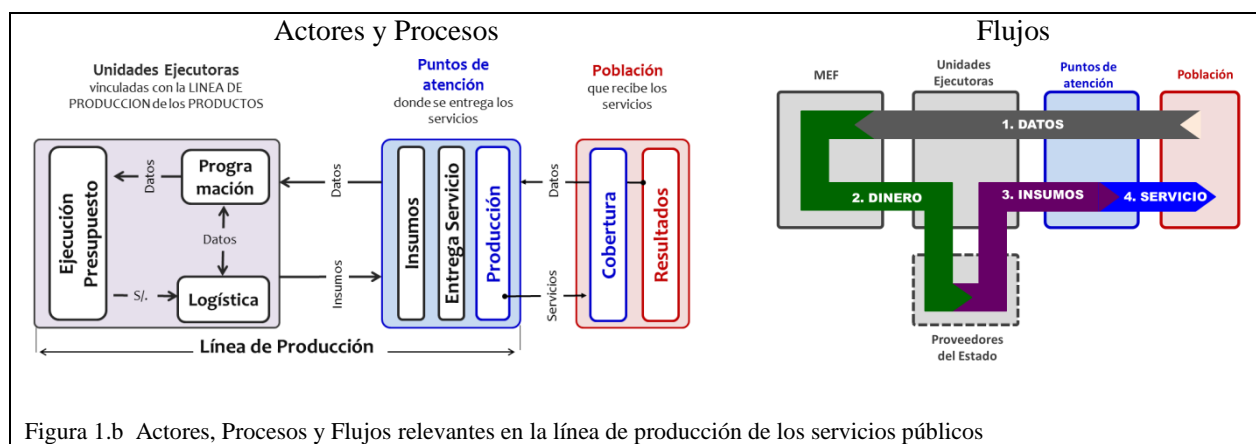 Actores y Procesos
Unidades Ejecutoras
vinculadas con la LINEA DE
PRODUCCION de los PRODUCTOS
Puntos de
atención
donde se entrega los
servicios
Población
que recibe los
servicios
Ejecución
Presupuesto
Datos
Progra
mación
Datos
S/.
Logística
Datos
Insumos
Insumos
Entrega Servicio
Producción
Datos
Servicios
Cobertura
Resultados
Línea de Producción
Flujos
MEF
Unidades
Ejecutoras
Puntos de
atención
Población
1. DATOS
2. DINERO
3. INSUMOS
4. SERVICIO
Proveedores
del Estado
Figura 1.b Actores, Procesos y Flujos relevantes en la línea de producción de los servicios públicos